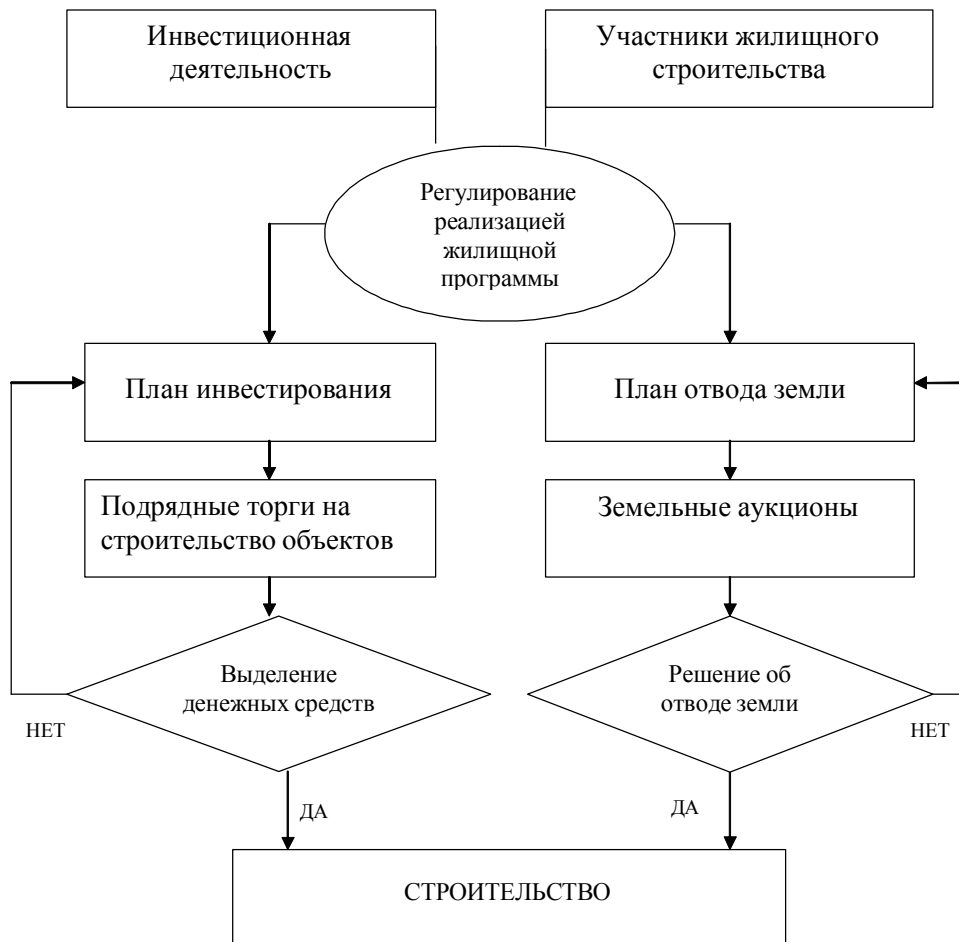 Инвестиционная
деятельность
Участники жилищного
строительства
Регулирование
реализацией
жилищной
программы
План инвестирования
План отвода земли
Подрядные торги на
строительство объектов
Земельные аукционы
Выделение
денежных средств
Решение об
отводе земли
НЕТ
НЕТ
ДА
ДА
СТРОИТЕЛЬСТВО